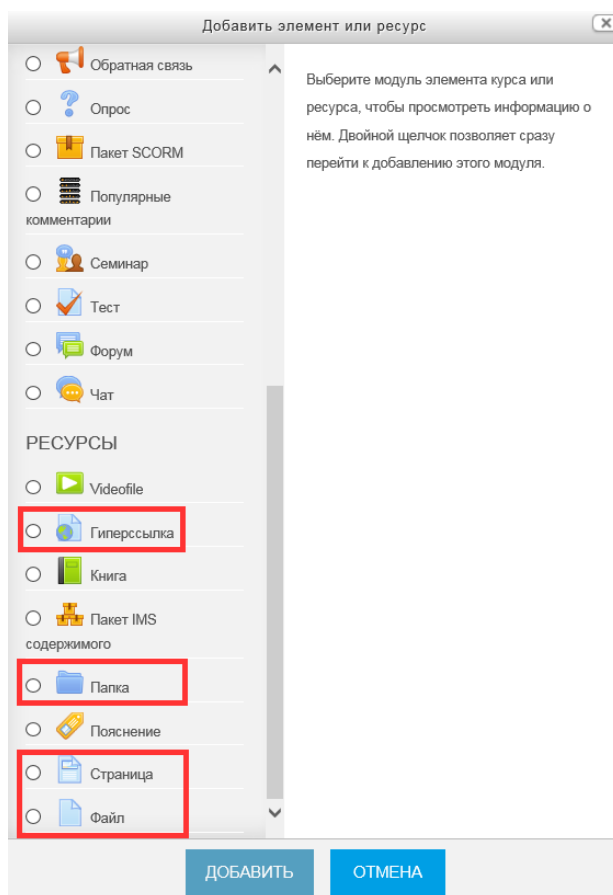 Добавить элемент или ресурс
Обратная связь
Опрос
Пакет SCORM
Популярные
комментарии
Семинар
Тест
Форум
Чат
РЕСУРСЫ
Videofile
Гиперссылка
Книга
Пакет IMS
содержимого
Папка
Пояснение
Страница
Файл
Выберите модуль элемента курса или
ресурса, чтобы просмотреть информацию о
нём. Двойной щелчок позволяет сразу
перейти к добавлению этого модуля.
ДОБАВИТЬ
ОТМЕНА